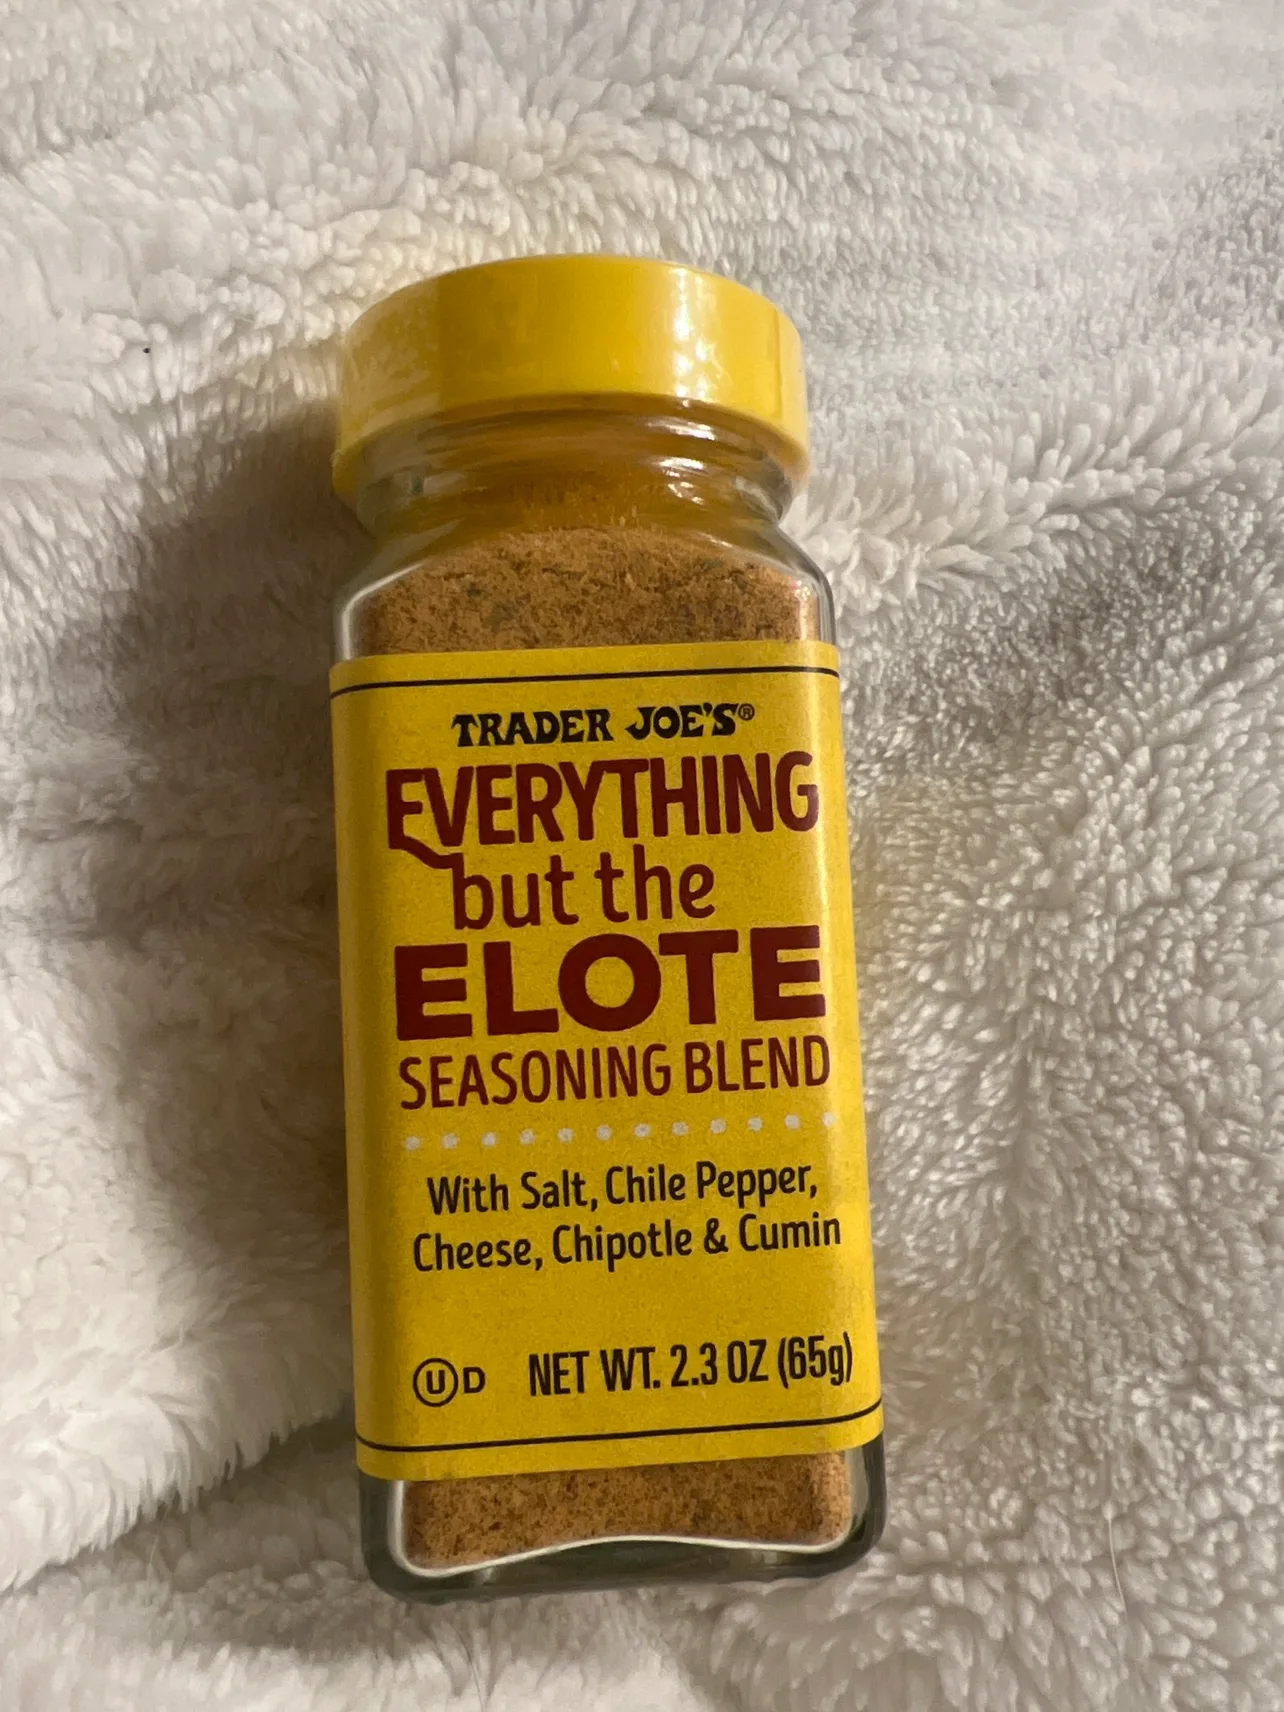 TRADER JOE'S®
EVERYTHING
but the
ELOTE
SEASONING BLEND
With Salt, Chile Pepper,
Cheese, Chipotle & Cumin
Ⓤ D NET WT. 2.3 OZ (65g)